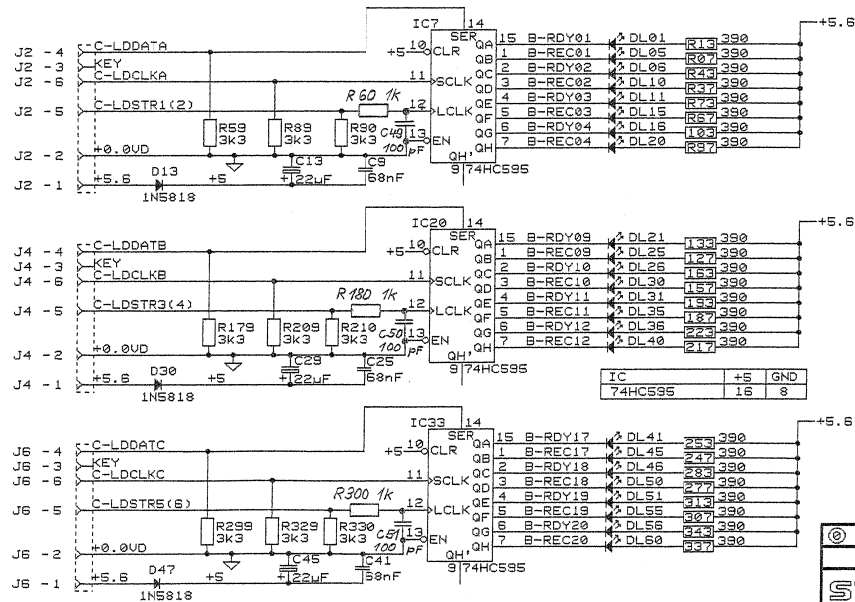 IC7 14
J2 -4 C-LDDATA +5 10 SER CLR QA 15 B-RDY01 DL01 R13 390 +5.6
J2 -3 KEY QB 1 B-REC01 DL05 R07 390
J2 -6 C-LDCLKA 11 SCLK QC 2 B-RDY02 DL06 R43 390
QD 3 B-REC02 DL10 R37 390
J2 -5 C-LDSTR1(2) R60 1k 12 LCLK QE 4 B-RDY03 DL11 R73 390
QF 5 B-REC03 DL15 R67 390
R59 3k3 R89 3k3 R90 3k3 C49 100 pF 13 EN QG 6 B-RDY04 DL16 103 390
QH 7 B-REC04 DL20 R97 390
J2 -2 +0.0VD QH'
J2 -1 +5.6 D13 1N5818 +5 C13 +22uF C9 68nF 9 74HC595
IC20 14
J4 -4 C-LDDATB +5 10 SER CLR QA 15 B-RDY09 DL21 133 390 +5.6
J4 -3 KEY QB 1 B-REC09 DL25 127 390
J4 -6 C-LDCLKB 11 SCLK QC 2 B-RDY10 DL26 163 390
QD 3 B-REC10 DL30 157 390
J4 -5 C-LDSTR3(4) R180 1k 12 LCLK QE 4 B-RDY11 DL31 193 390
QF 5 B-REC11 DL35 187 390
R179 3k3 R209 3k3 R210 3k3 C50 100 pF 13 EN QG 6 B-RDY12 DL36 223 390
QH 7 B-REC12 DL40 217 390
J4 -2 +0.0VD QH'
J4 -1 +5.6 D30 1N5818 +5 C29 +22uF C25 68nF 9 74HC595
IC +5 GND
74HC595 16 8
IC33 14
J6 -4 C-LDDATC +5 10 SER CLR QA 15 B-RDY17 DL41 253 390 +5.6
J6 -3 KEY QB 1 B-REC17 DL45 247 390
J6 -6 C-LDCLKC 11 SCLK QC 2 B-RDY18 DL46 283 390
QD 3 B-REC18 DL50 277 390
J6 -5 C-LDSTR5(6) R300 1k 12 LCLK QE 4 B-RDY19 DL51 313 390
QF 5 B-REC19 DL55 307 390
R299 3k3 R329 3k3 R330 3k3 C51 100 pF 13 EN QG 6 B-RDY20 DL56 343 390
QH 7 B-REC20 DL60 337 390
J6 -2 +0.0VD QH'
J6 -1 +5.6 D47 1N5818 +5 C45 +22uF C41 68nF 9 74HC595